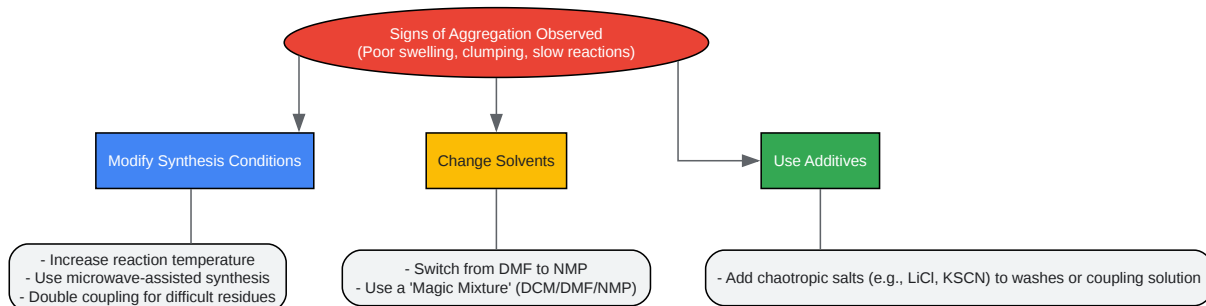 Signs of Aggregation Observed
(Poor swelling, clumping, slow reactions)
Modify Synthesis Conditions
Change Solvents
Use Additives
- Increase reaction temperature
- Use microwave-assisted synthesis
- Double coupling for difficult residues
- Switch from DMF to NMP
- Use a 'Magic Mixture' (DCM/DMF/NMP)
- Add chaotropic salts (e.g., LiCl, KSCN) to washes or coupling solution